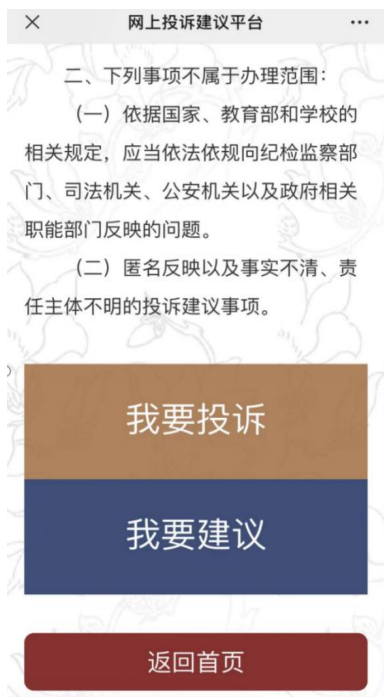 网上投诉建议平台
二、下列事项不属于办理范围：
（一）依据国家、教育部和学校的
相关规定，应当依法依规向纪检监察部
门、司法机关、公安机关以及政府相关
职能部门反映的问题。
（二）匿名反映以及事实不清、责
任主体不明的投诉建议事项。
我要投诉
我要建议
返回首页